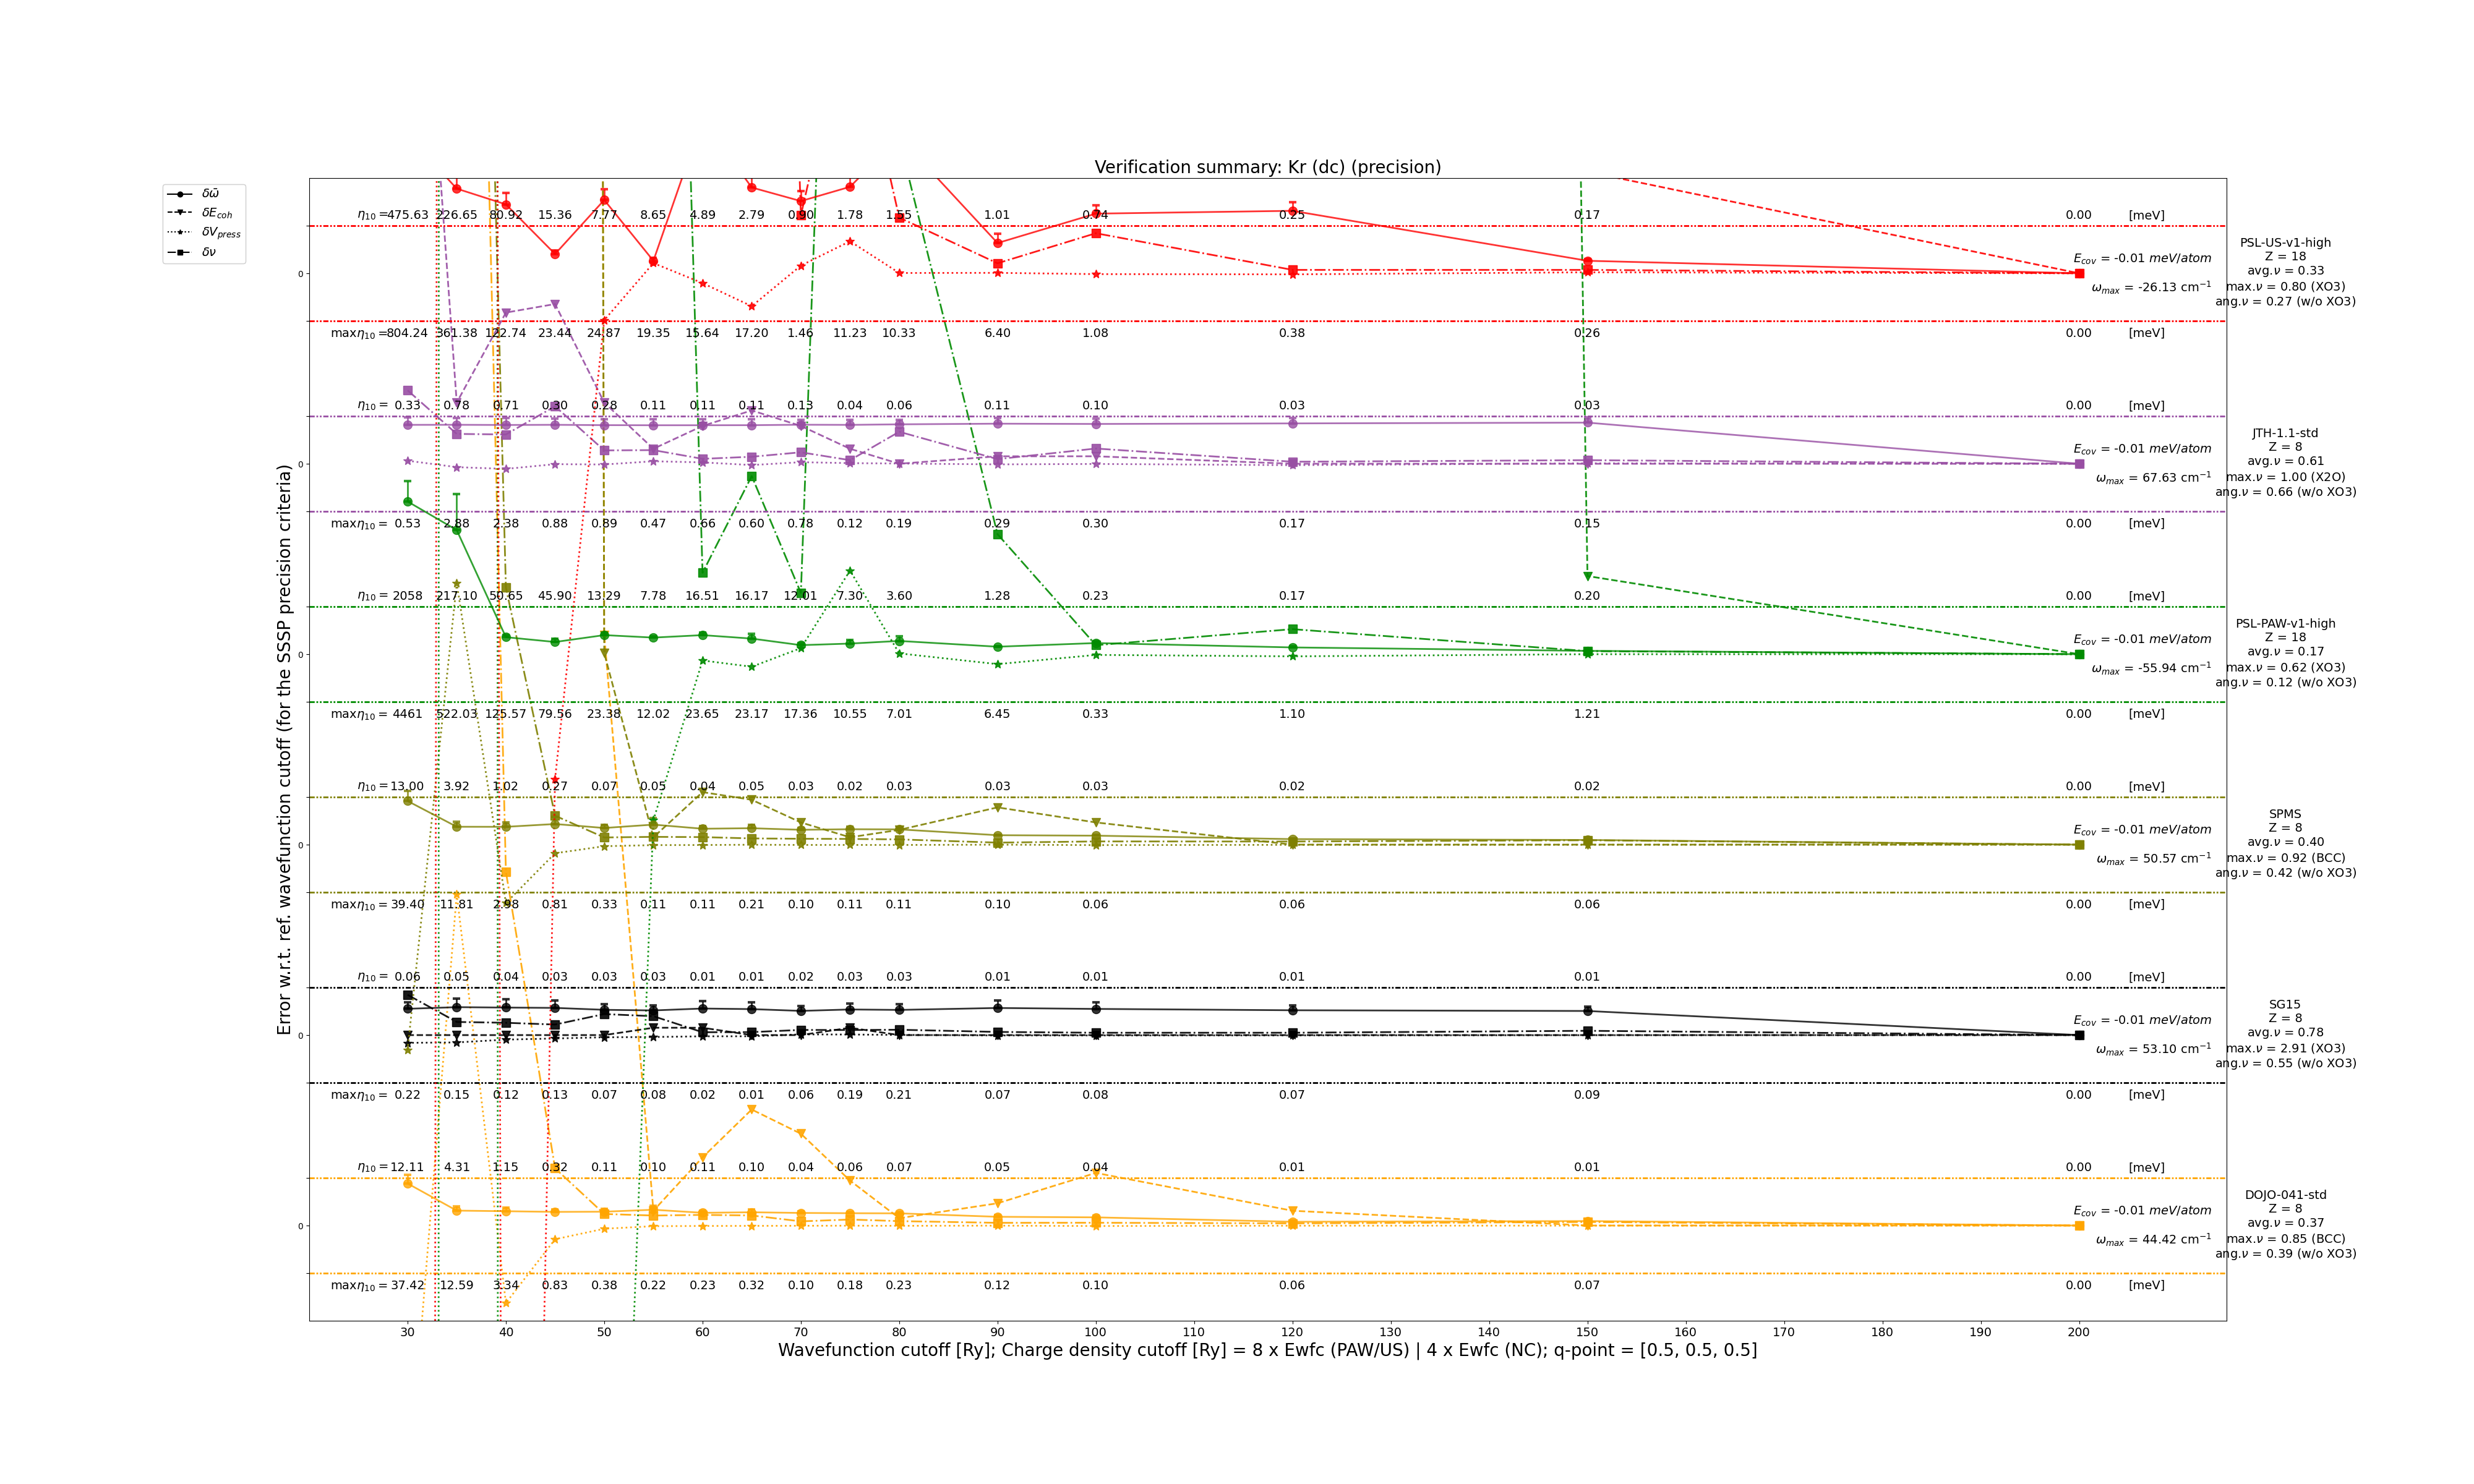 Verification summary: Kr (dc) (precision)
δω̄
δE_coh
δV_press
δν
Error w.r.t. ref. wavefunction cutoff (for the SSSP precision criteria)
η₁₀ = 475.63 226.65 80.92 15.36 7.77 8.65 4.89 2.79 0.90 1.78 1.55 1.01 0.74 0.25 0.17 0.00 [meV]
0
E_cov = -0.01 meV/atom
ω_max = -26.13 cm⁻¹
PSL-US-v1-high
Z = 18
avg.ν = 0.33
max.ν = 0.80 (XO3)
ang.ν = 0.27 (w/o XO3)
maxη₁₀ = 804.24 361.38 122.74 23.44 24.87 19.35 15.64 17.20 1.46 11.23 10.33 6.40 1.08 0.38 0.26 0.00 [meV]
η₁₀ = 0.33 0.78 0.71 0.30 0.28 0.11 0.11 0.11 0.13 0.04 0.06 0.11 0.10 0.03 0.03 0.00 [meV]
0
E_cov = -0.01 meV/atom
ω_max = 67.63 cm⁻¹
JTH-1.1-std
Z = 8
avg.ν = 0.61
max.ν = 1.00 (X2O)
ang.ν = 0.66 (w/o XO3)
maxη₁₀ = 0.53 2.88 2.38 0.88 0.89 0.47 0.66 0.60 0.78 0.12 0.19 0.29 0.30 0.17 0.15 0.00 [meV]
η₁₀ = 2058 217.10 50.65 45.90 13.29 7.78 16.51 16.17 12.01 7.30 3.60 1.28 0.23 0.17 0.20 0.00 [meV]
0
E_cov = -0.01 meV/atom
ω_max = -55.94 cm⁻¹
PSL-PAW-v1-high
Z = 18
avg.ν = 0.17
max.ν = 0.62 (XO3)
ang.ν = 0.12 (w/o XO3)
maxη₁₀ = 4461 522.03 125.57 79.56 23.38 12.02 23.65 23.17 17.36 10.55 7.01 6.45 0.33 1.10 1.21 0.00 [meV]
η₁₀ = 13.00 3.92 1.02 0.27 0.07 0.05 0.04 0.05 0.03 0.02 0.03 0.03 0.03 0.02 0.02 0.00 [meV]
0
E_cov = -0.01 meV/atom
ω_max = 50.57 cm⁻¹
SPMS
Z = 8
avg.ν = 0.40
max.ν = 0.92 (BCC)
ang.ν = 0.42 (w/o XO3)
maxη₁₀ = 39.40 11.81 2.98 0.81 0.33 0.11 0.11 0.21 0.10 0.11 0.11 0.10 0.06 0.06 0.06 0.00 [meV]
η₁₀ = 0.06 0.05 0.04 0.03 0.03 0.03 0.01 0.01 0.02 0.03 0.03 0.01 0.01 0.01 0.01 0.00 [meV]
0
E_cov = -0.01 meV/atom
ω_max = 53.10 cm⁻¹
SG15
Z = 8
avg.ν = 0.78
max.ν = 2.91 (XO3)
ang.ν = 0.55 (w/o XO3)
maxη₁₀ = 0.22 0.15 0.12 0.13 0.07 0.08 0.02 0.01 0.06 0.19 0.21 0.07 0.08 0.07 0.09 0.00 [meV]
η₁₀ = 12.11 4.31 1.15 0.32 0.11 0.10 0.11 0.10 0.04 0.06 0.07 0.05 0.04 0.01 0.01 0.00 [meV]
0
E_cov = -0.01 meV/atom
ω_max = 44.42 cm⁻¹
DOJO-041-std
Z = 8
avg.ν = 0.37
max.ν = 0.85 (BCC)
ang.ν = 0.39 (w/o XO3)
maxη₁₀ = 37.42 12.59 3.34 0.83 0.38 0.22 0.23 0.32 0.10 0.18 0.23 0.12 0.10 0.06 0.07 0.00 [meV]
30 40 50 60 70 80 90 100 110 120 130 140 150 160 170 180 190 200
Wavefunction cutoff [Ry]; Charge density cutoff [Ry] = 8 x Ewfc (PAW/US) | 4 x Ewfc (NC); q-point = [0.5, 0.5, 0.5]